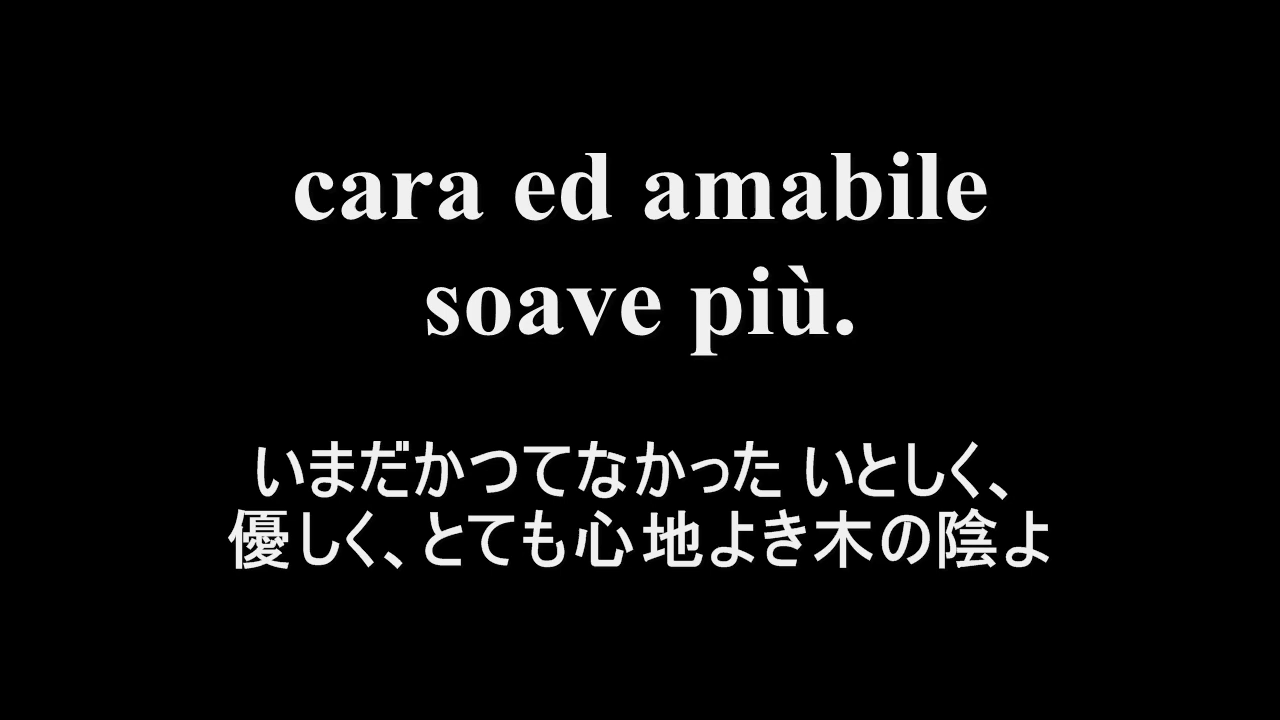 cara ed amabile
soave più.
いまだかつてなかった いとしく、
優しく、とても心地よき木の陰よ